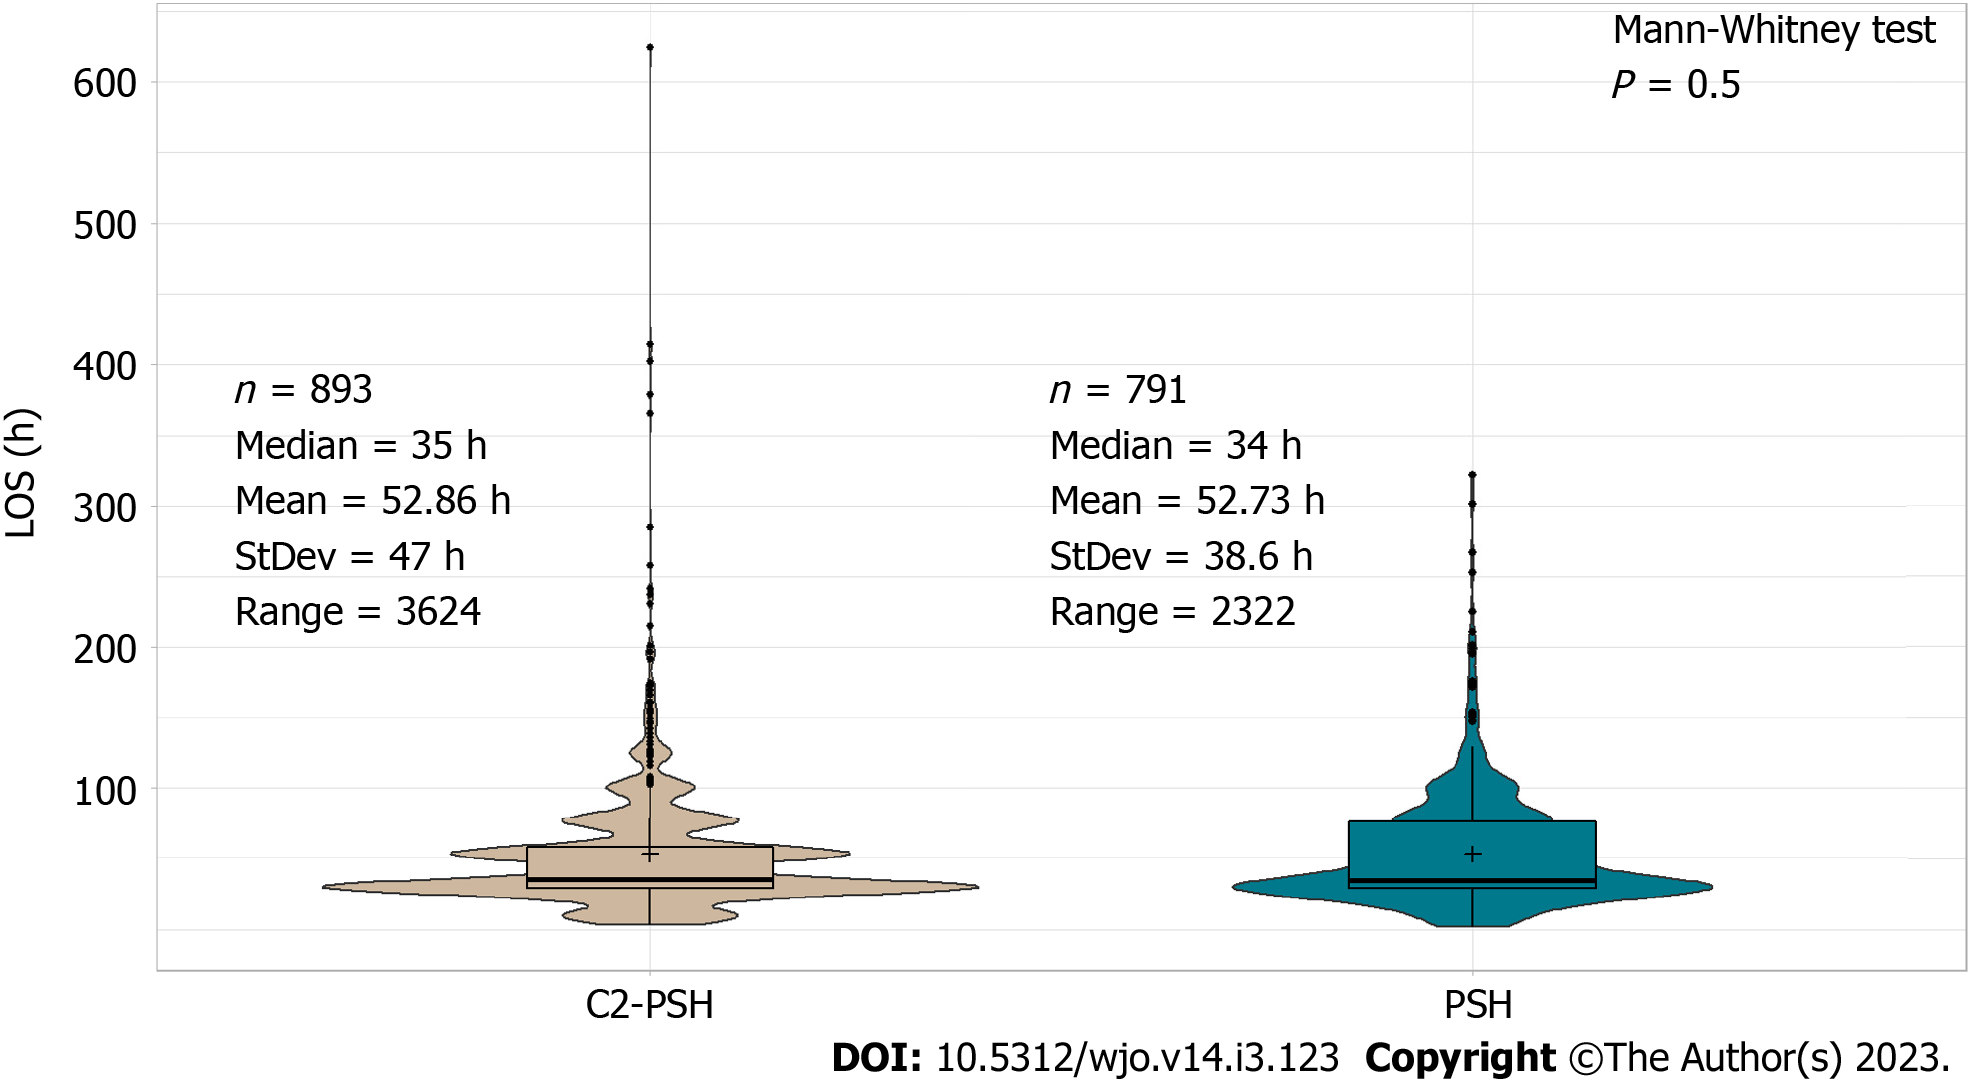 Mann-Whitney test
P = 0.5
600
500
400
300
200
100
LOS (h)
n = 893
Median = 35 h
Mean = 52.86 h
StDev = 47 h
Range = 3624
n = 791
Median = 34 h
Mean = 52.73 h
StDev = 38.6 h
Range = 2322
C2-PSH
PSH
DOI: 10.5312/wjo.v14.i3.123 Copyright ©The Author(s) 2023.